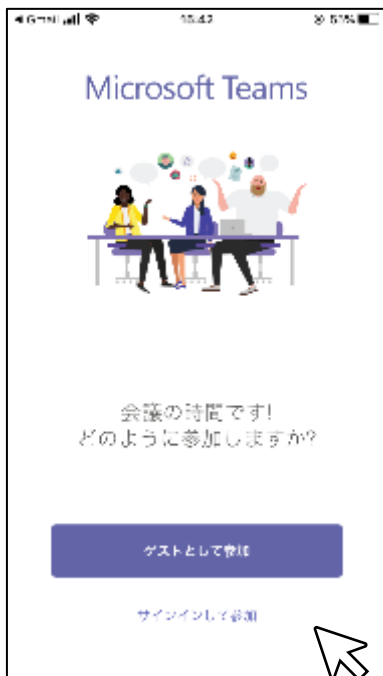 Gmail
Microsoft Teams
会議の時間です!
どのように参加しますか?
ゲストとして参加
サインインして参加